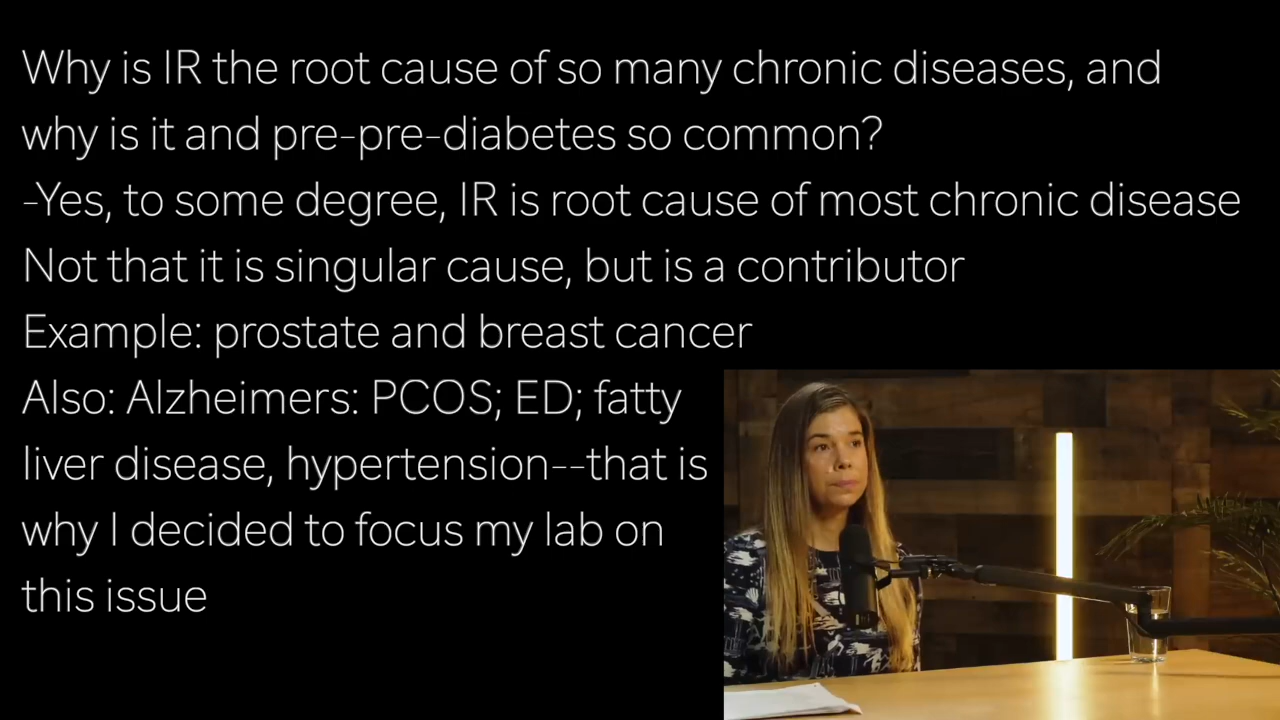 Why is IR the root cause of so many chronic diseases, and
why is it and pre-pre-diabetes so common?
-Yes, to some degree, IR is root cause of most chronic disease
Not that it is singular cause, but is a contributor
Example: prostate and breast cancer
Also: Alzheimers: PCOS; ED; fatty
liver disease, hypertension--that is
why I decided to focus my lab on
this issue